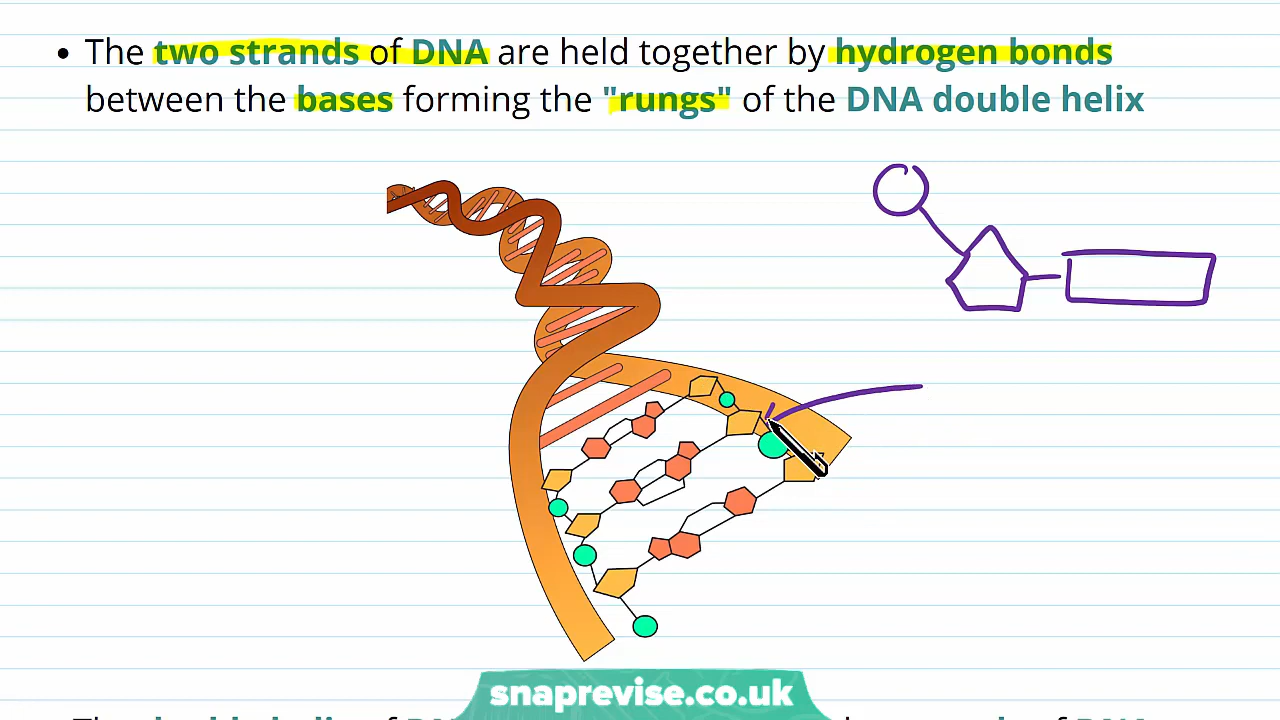 • The two strands of DNA are held together by hydrogen bonds
between the bases forming the "rungs" of the DNA double helix
snaprevise.co.uk